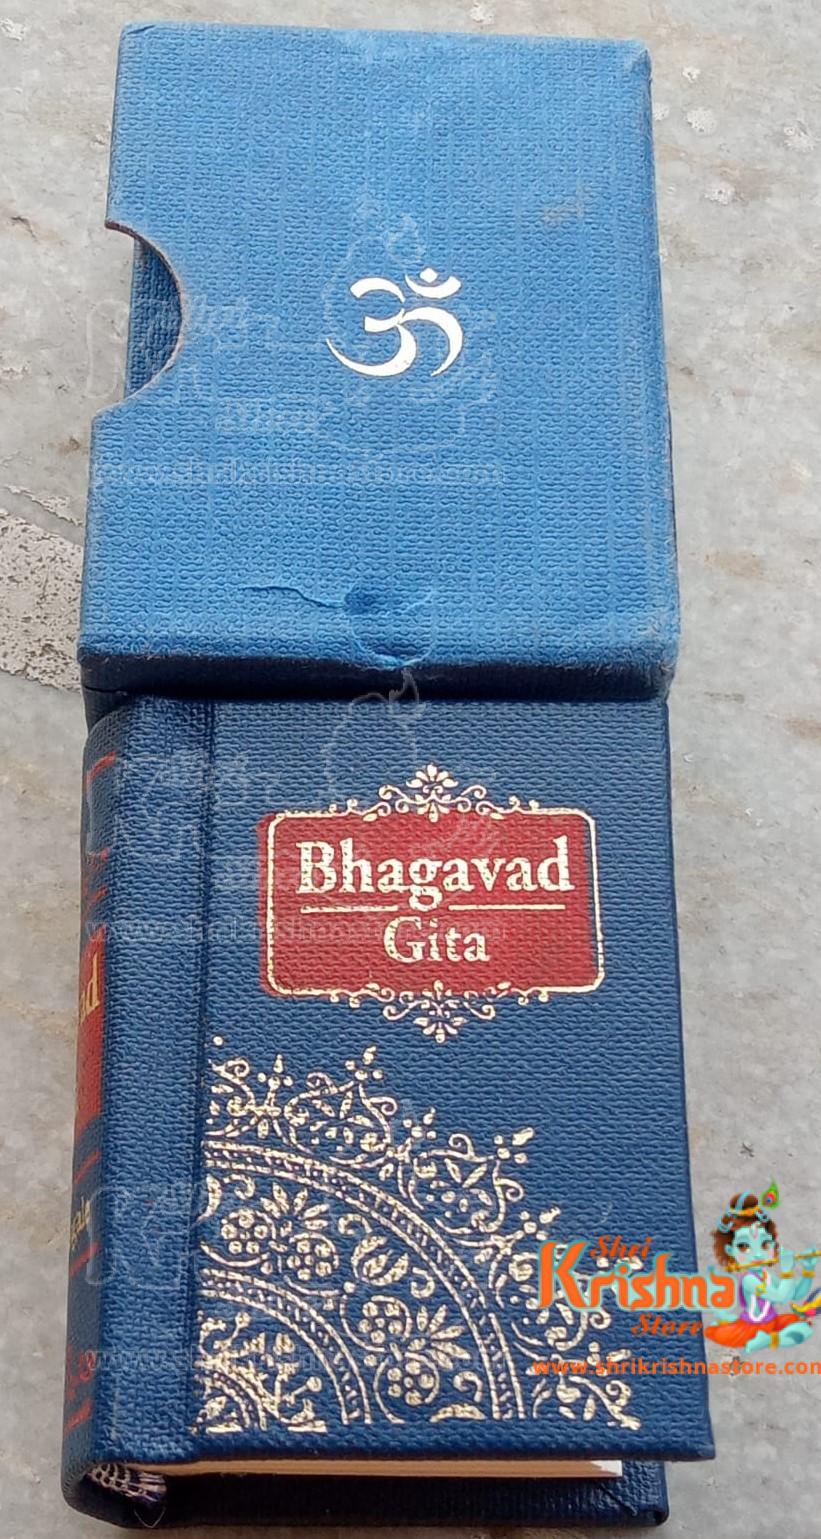 ॐ
Bhagavad
Gita
Shri
Krishna
Store
www.shrikrishnastore.com